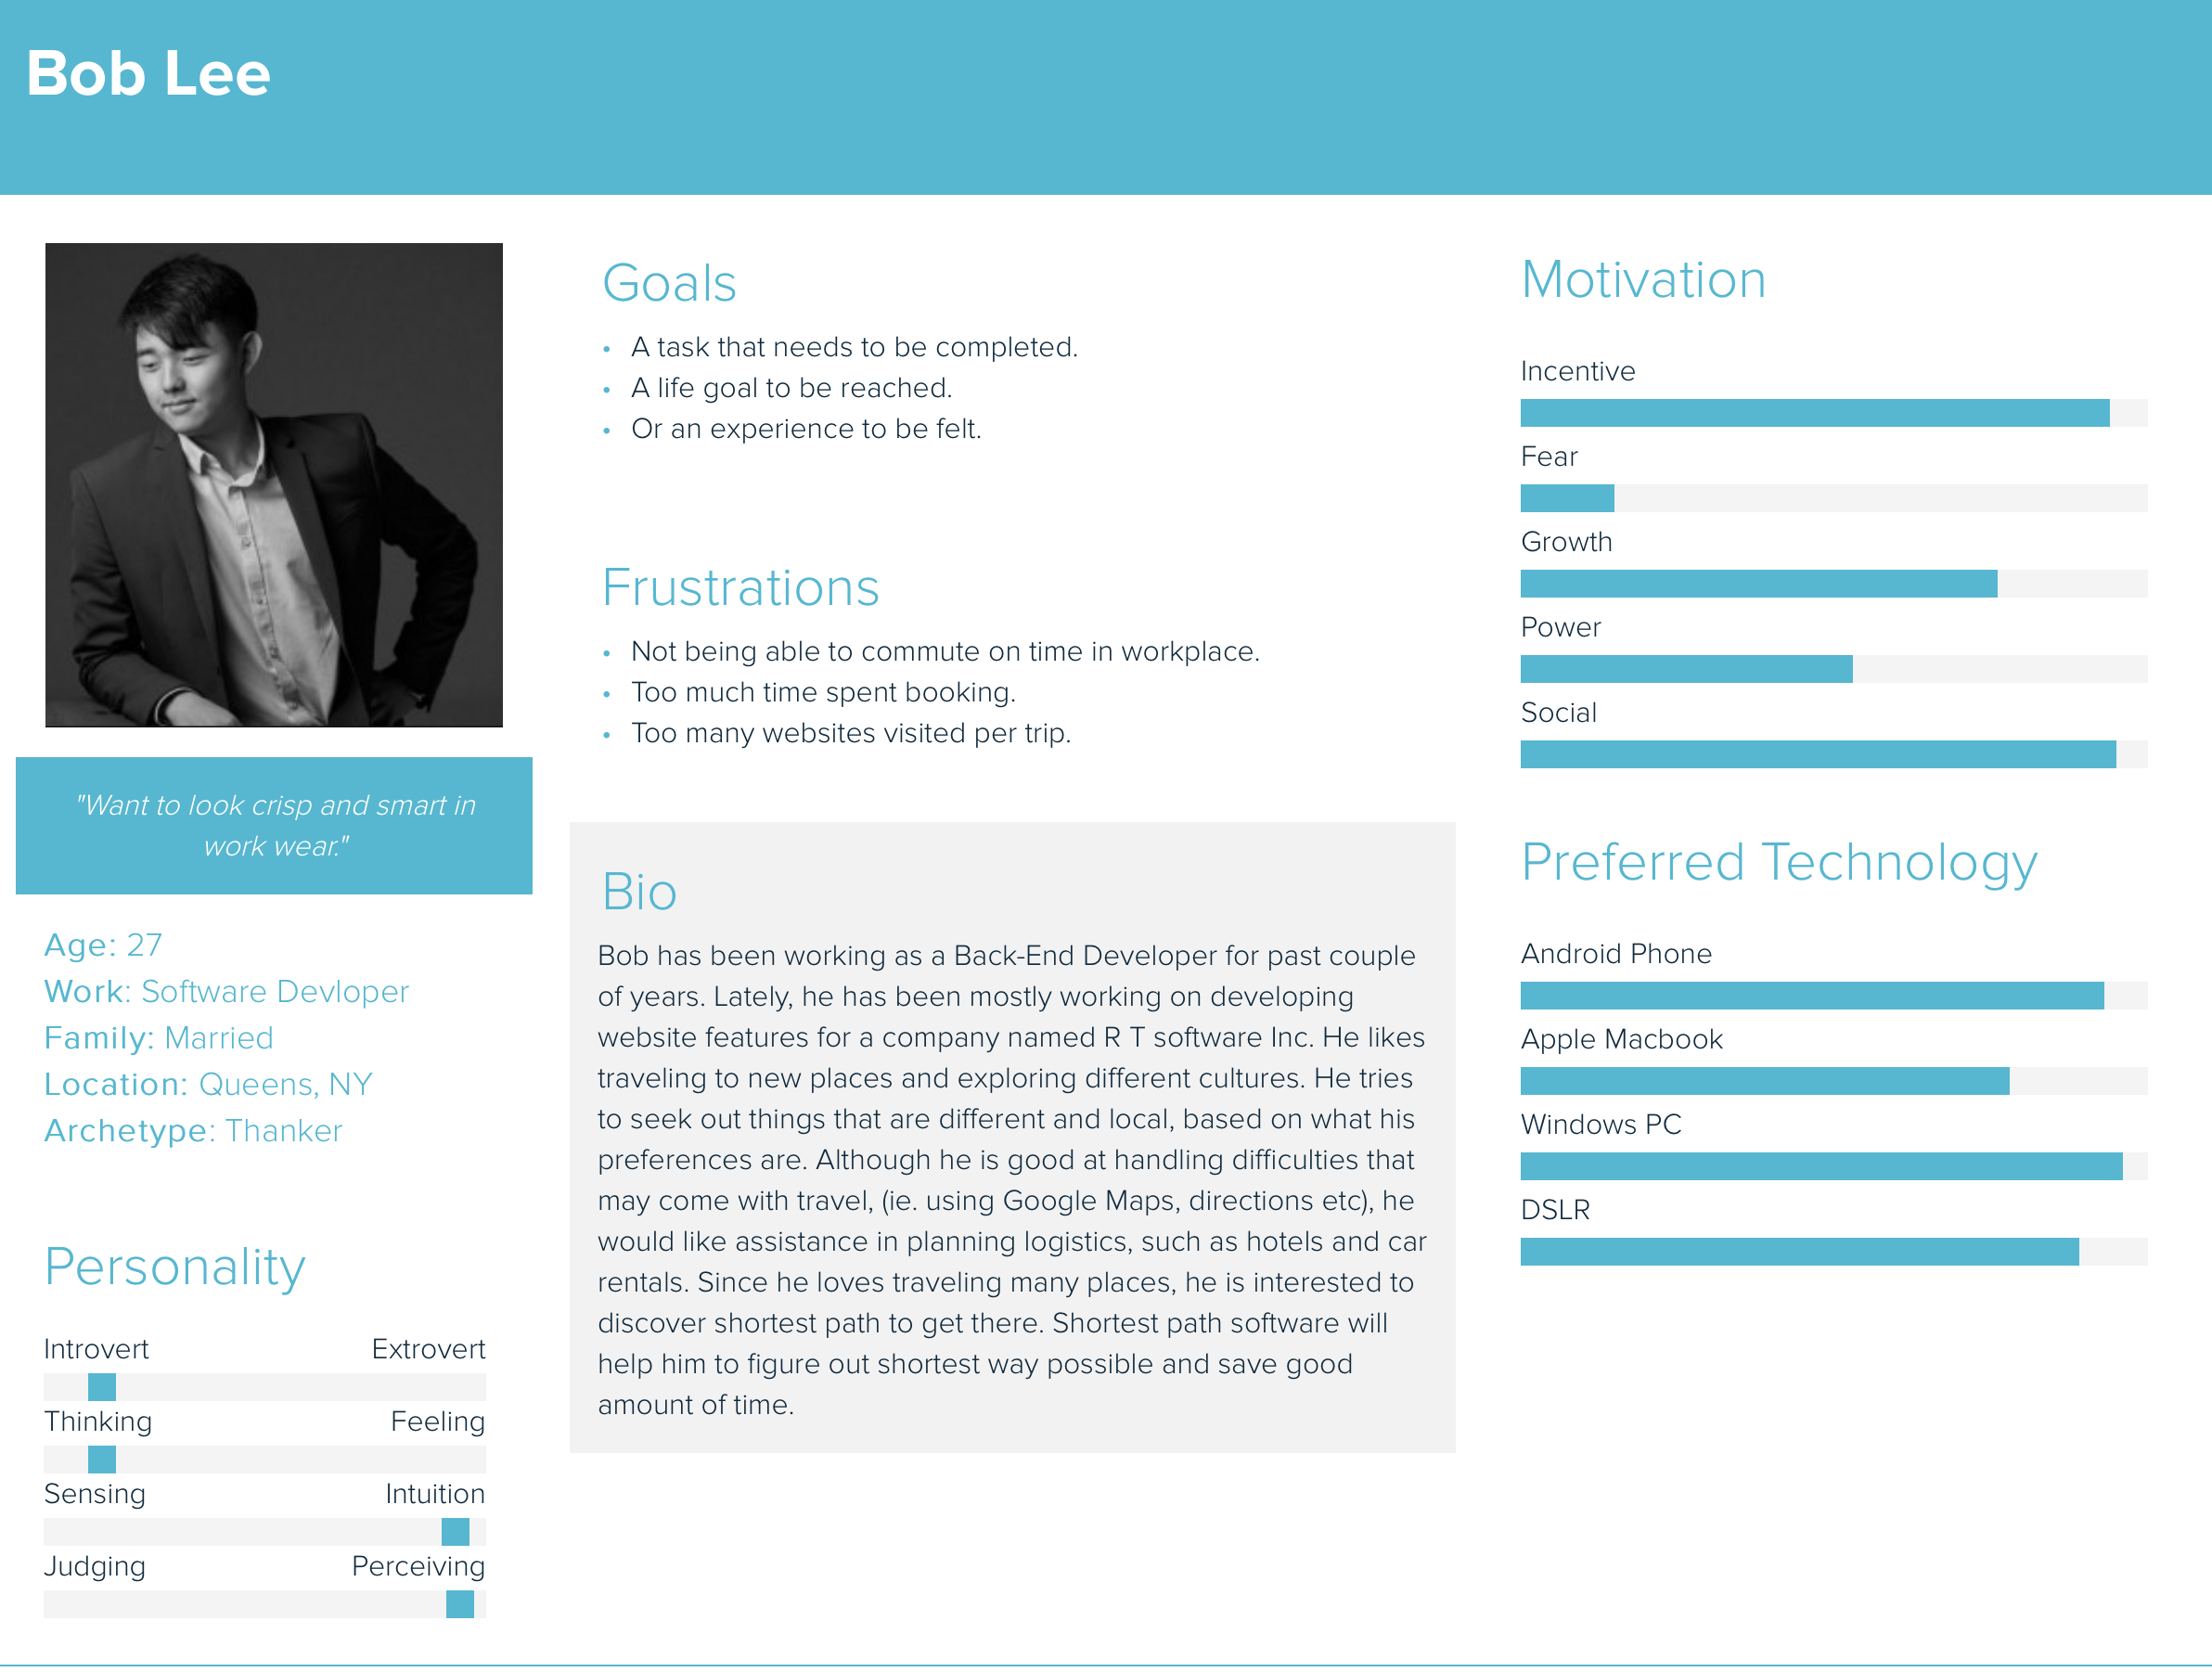 Bob Lee
"Want to look crisp and smart in
work wear."
Age: 27
Work: Software Devloper
Family: Married
Location: Queens, NY
Archetype: Thanker
Personality
Introvert Extrovert
Thinking Feeling
Sensing Intuition
Judging Perceiving
Goals
• A task that needs to be completed.
• A life goal to be reached.
• Or an experience to be felt.
Frustrations
• Not being able to commute on time in workplace.
• Too much time spent booking.
• Too many websites visited per trip.
Bio
Bob has been working as a Back-End Developer for past couple
of years. Lately, he has been mostly working on developing
website features for a company named R T software Inc. He likes
traveling to new places and exploring different cultures. He tries
to seek out things that are different and local, based on what his
preferences are. Although he is good at handling difficulties that
may come with travel, (ie. using Google Maps, directions etc), he
would like assistance in planning logistics, such as hotels and car
rentals. Since he loves traveling many places, he is interested to
discover shortest path to get there. Shortest path software will
help him to figure out shortest way possible and save good
amount of time.
Motivation
Incentive
Fear
Growth
Power
Social
Preferred Technology
Android Phone
Apple Macbook
Windows PC
DSLR